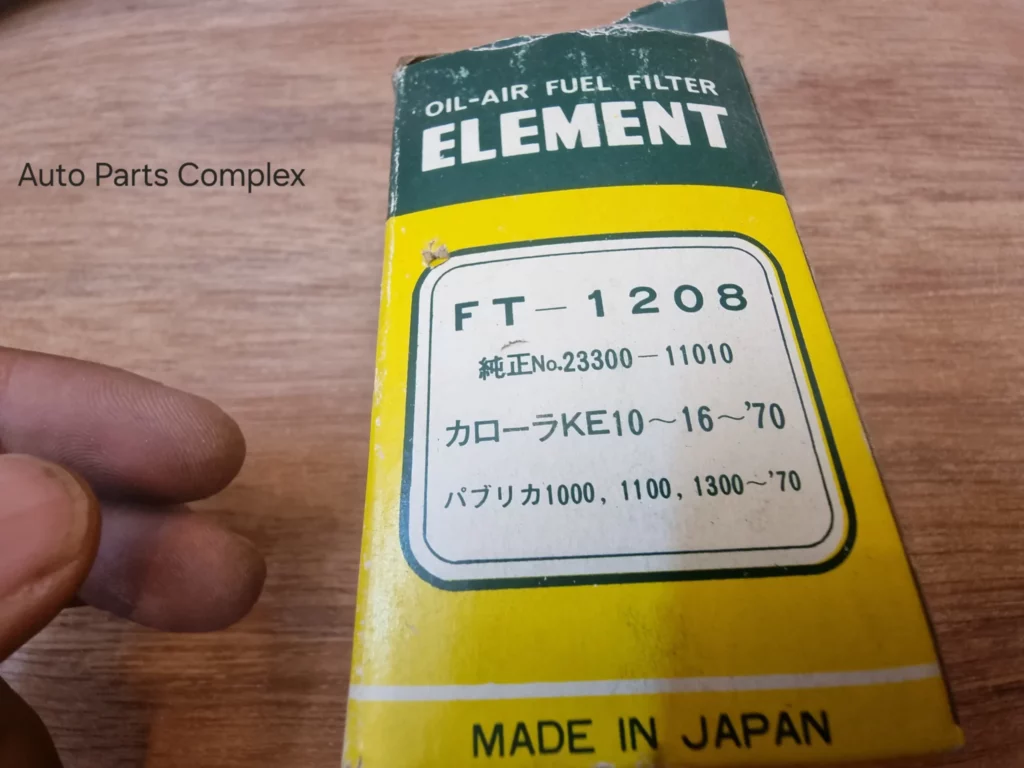 OIL-AIR FUEL FILTER
ELEMENT
Auto Parts Complex
FT-1208
純正No.23300-11010
カローラKE10～16～'70
パブリカ1000, 1100, 1300～'70
MADE IN JAPAN